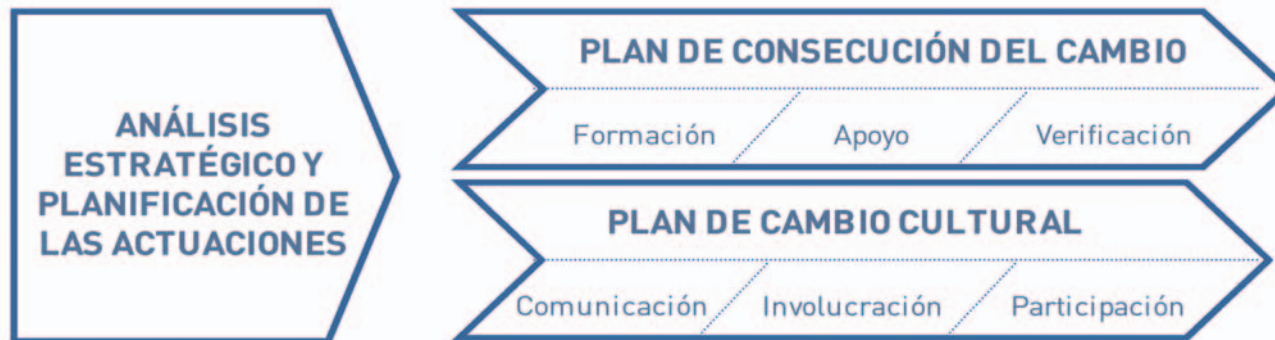 ANÁLISIS
ESTRATÉGICO Y
PLANIFICACIÓN DE
LAS ACTUACIONES
PLAN DE CONSECUCIÓN DEL CAMBIO
Formación Apoyo Verificación
PLAN DE CAMBIO CULTURAL
Comunicación Involucración Participación